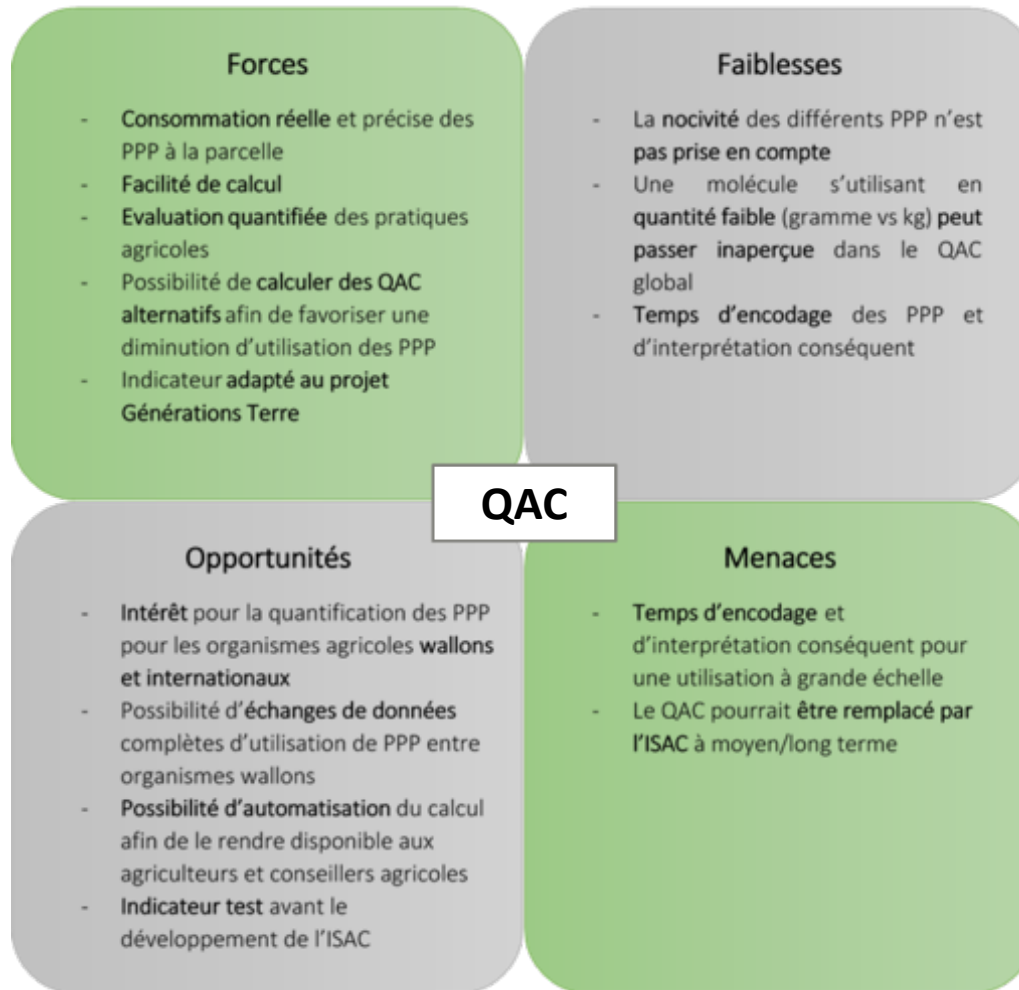 Forces
- Consommation réelle et précise des
PPP à la parcelle
- Facilité de calcul
- Evaluation quantifiée des pratiques
agricoles
- Possibilité de calculer des QAC
alternatifs afin de favoriser une
diminution d'utilisation des PPP
- Indicateur adapté au projet
Générations Terre
Faiblesses
- La nocivité des différents PPP n'est
pas prise en compte
- Une molécule s'utilisant en
quantité faible (gramme vs kg) peut
passer inaperçue dans le QAC
global
- Temps d'encodage des PPP et
d'interprétation conséquent
QAC
Opportunités
- Intérêt pour la quantification des PPP
pour les organismes agricoles wallons
et internationaux
- Possibilité d'échanges de données
complètes d'utilisation de PPP entre
organismes wallons
- Possibilité d'automatisation du calcul
afin de le rendre disponible aux
agriculteurs et conseillers agricoles
- Indicateur test avant le
développement de l'ISAC
Menaces
- Temps d'encodage et
d'interprétation conséquent pour
une utilisation à grande échelle
- Le QAC pourrait être remplacé par
l'ISAC à moyen/long terme